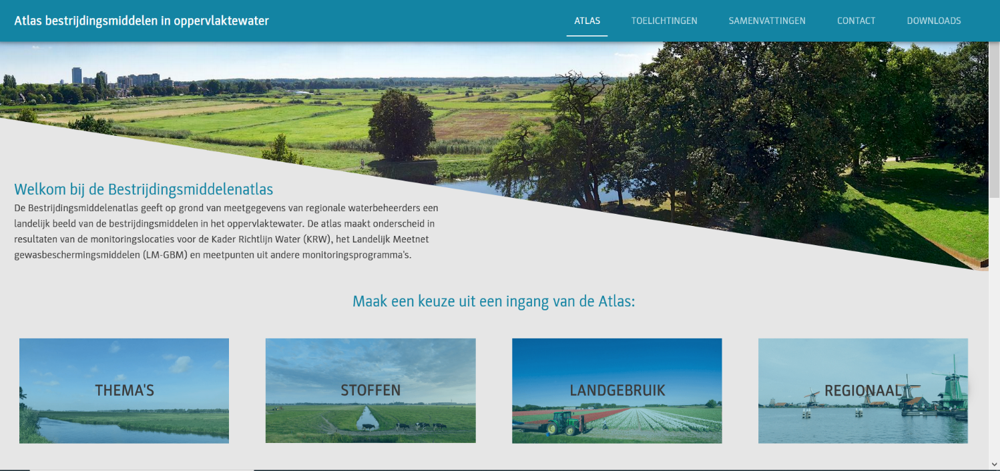 Atlas bestrijdingsmiddelen in oppervlaktewater
ATLAS
TOELICHTINGEN
SAMENVATTINGEN
CONTACT
DOWNLOADS
Welkom bij de Bestrijdingsmiddelenatlas
De Bestrijdingsmiddelenatlas geeft op grond van meetgegevens van regionale waterbeheerders een
landelijk beeld van de bestrijdingsmiddelen in het oppervlaktewater. De atlas maakt onderscheid in
resultaten van de monitoringslocaties voor de Kader Richtlijn Water (KRW), het Landelijk Meetnet
gewasbeschermingsmiddelen (LM-GBM) en meetpunten uit andere monitoringsprogramma's.
Maak een keuze uit een ingang van de Atlas:
THEMA'S
STOFFEN
LANDGEBRUIK
REGIONAAL